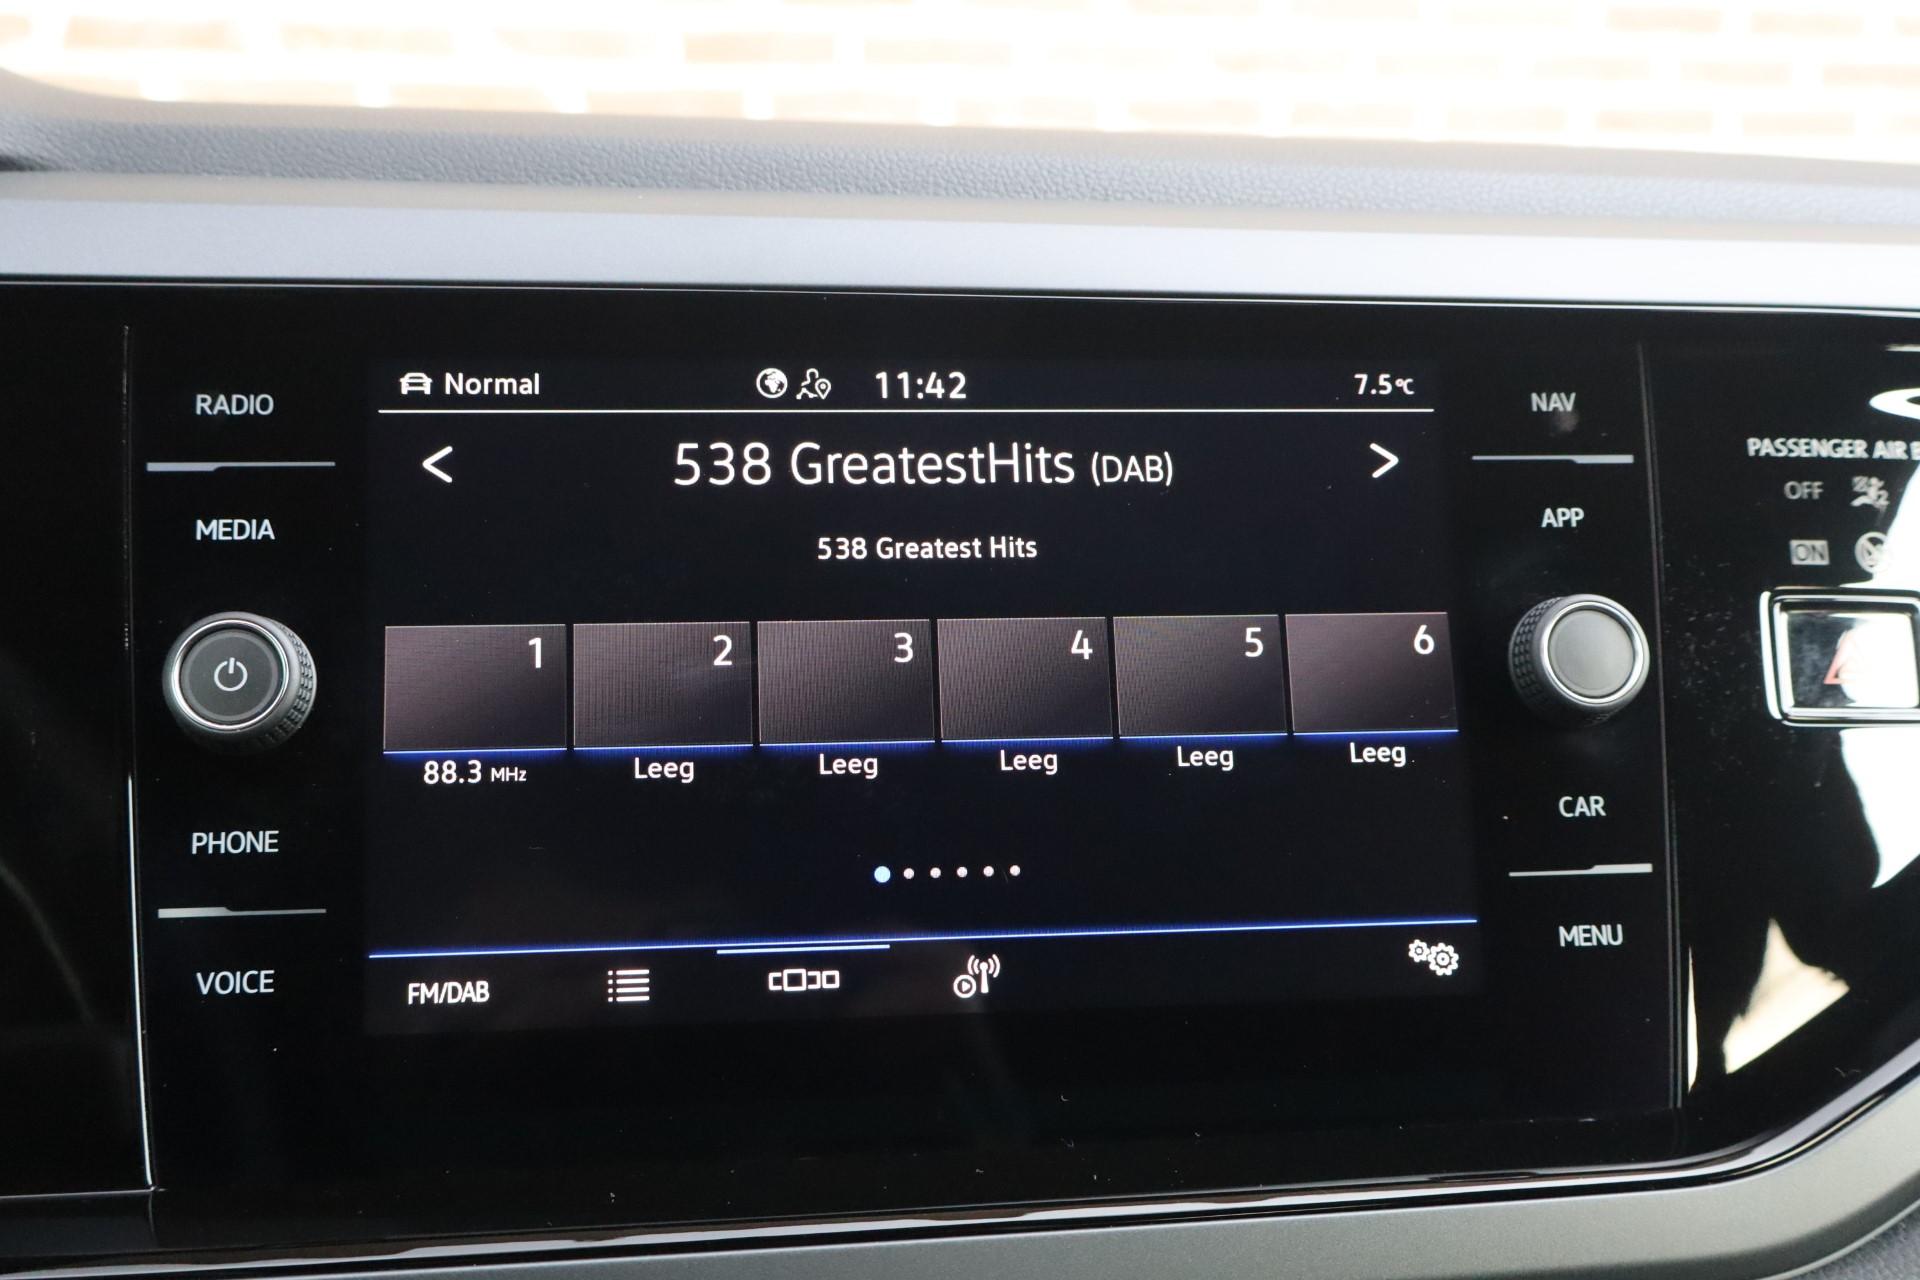 RADIO
MEDIA
PHONE
VOICE
Normal
11:42
7.5°C
538 GreatestHits (DAB)
538 Greatest Hits
1
2
3
4
5
6
88.3 MHz
Leeg
Leeg
Leeg
Leeg
Leeg
FM/DAB
NAV
APP
CAR
MENU
PASSENGER AIR
OFF
ON